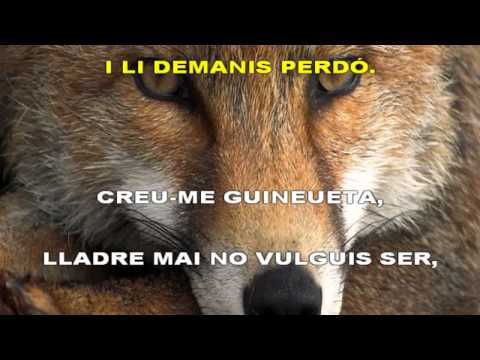 I LI DEMANIS PERDÓ.
CREU-ME GUINEUETA,
LLADRE MAI NO VULGUIS SER,